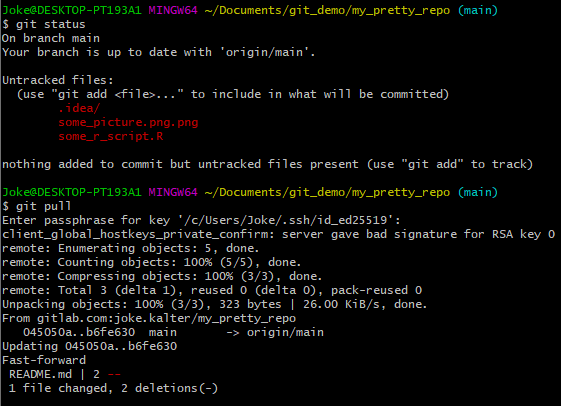 Joke@DESKTOP-PT193A1 MINGW64 ~/Documents/git_demo/my_pretty_repo (main)
$ git status
On branch main
Your branch is up to date with 'origin/main'.
Untracked files:
  (use "git add <file>..." to include in what will be committed)
        .idea/
        some_picture.png.png
        some_r_script.R
nothing added to commit but untracked files present (use "git add" to track)
Joke@DESKTOP-PT193A1 MINGW64 ~/Documents/git_demo/my_pretty_repo (main)
$ git pull
Enter passphrase for key '/c/Users/Joke/.ssh/id_ed25519':
client_global_hostkeys_private_confirm: server gave bad signature for RSA key 0
remote: Enumerating objects: 5, done.
remote: Counting objects: 100% (5/5), done.
remote: Compressing objects: 100% (3/3), done.
remote: Total 3 (delta 1), reused 0 (delta 0), pack-reused 0
Unpacking objects: 100% (3/3), 323 bytes | 26.00 KiB/s, done.
From gitlab.com:joke.kalter/my_pretty_repo
   045050a..b6fe630  main       -> origin/main
Updating 045050a..b6fe630
Fast-forward
 README.md | 2 --
 1 file changed, 2 deletions(-)